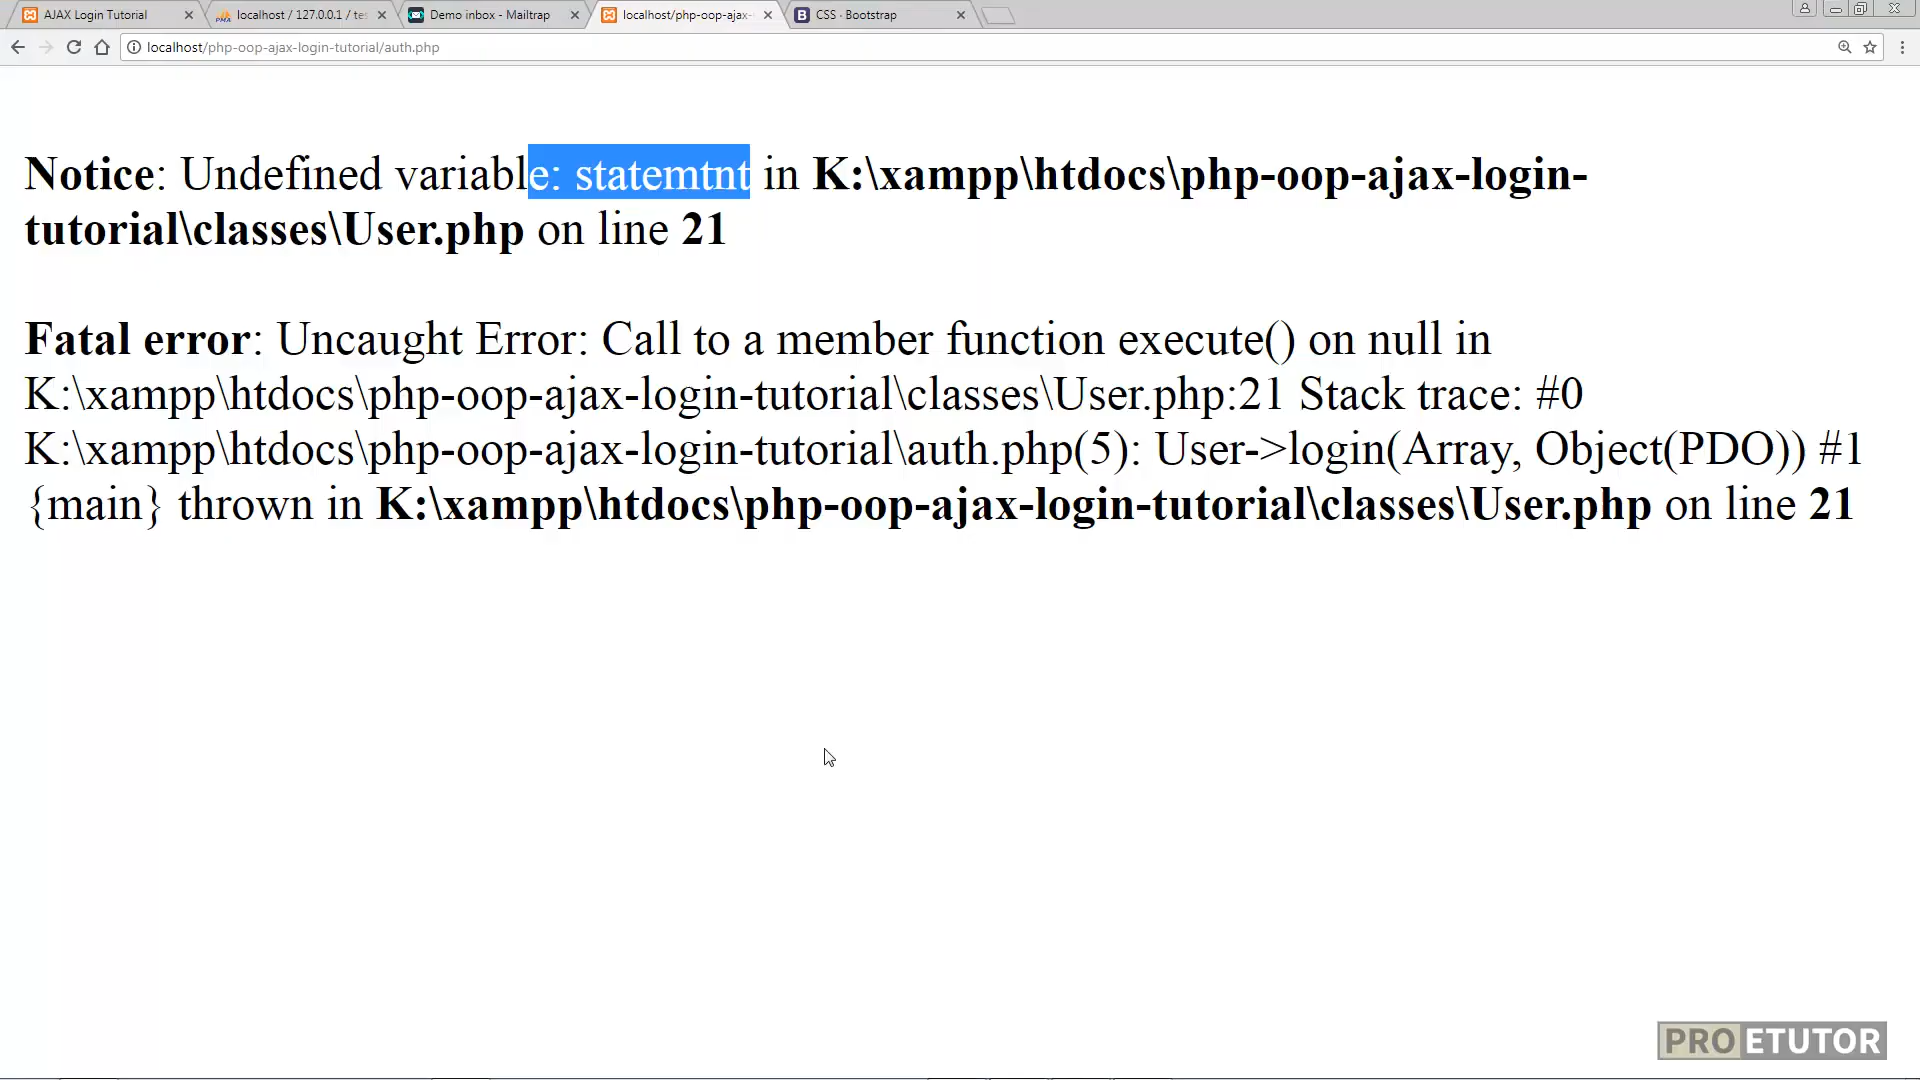 AJAX Login Tutorial
localhost / 127.0.0.1 / tes
Demo inbox - Mailtrap
localhost/php-oop-ajax-
CSS · Bootstrap
localhost/php-oop-ajax-login-tutorial/auth.php
Notice: Undefined variable: statemtnt in K:\xampp\htdocs\php-oop-ajax-login-
tutorial\classes\User.php on line 21
Fatal error: Uncaught Error: Call to a member function execute() on null in
K:\xampp\htdocs\php-oop-ajax-login-tutorial\classes\User.php:21 Stack trace: #0
K:\xampp\htdocs\php-oop-ajax-login-tutorial\auth.php(5): User->login(Array, Object(PDO)) #1
{main} thrown in K:\xampp\htdocs\php-oop-ajax-login-tutorial\classes\User.php on line 21
PROETUTOR